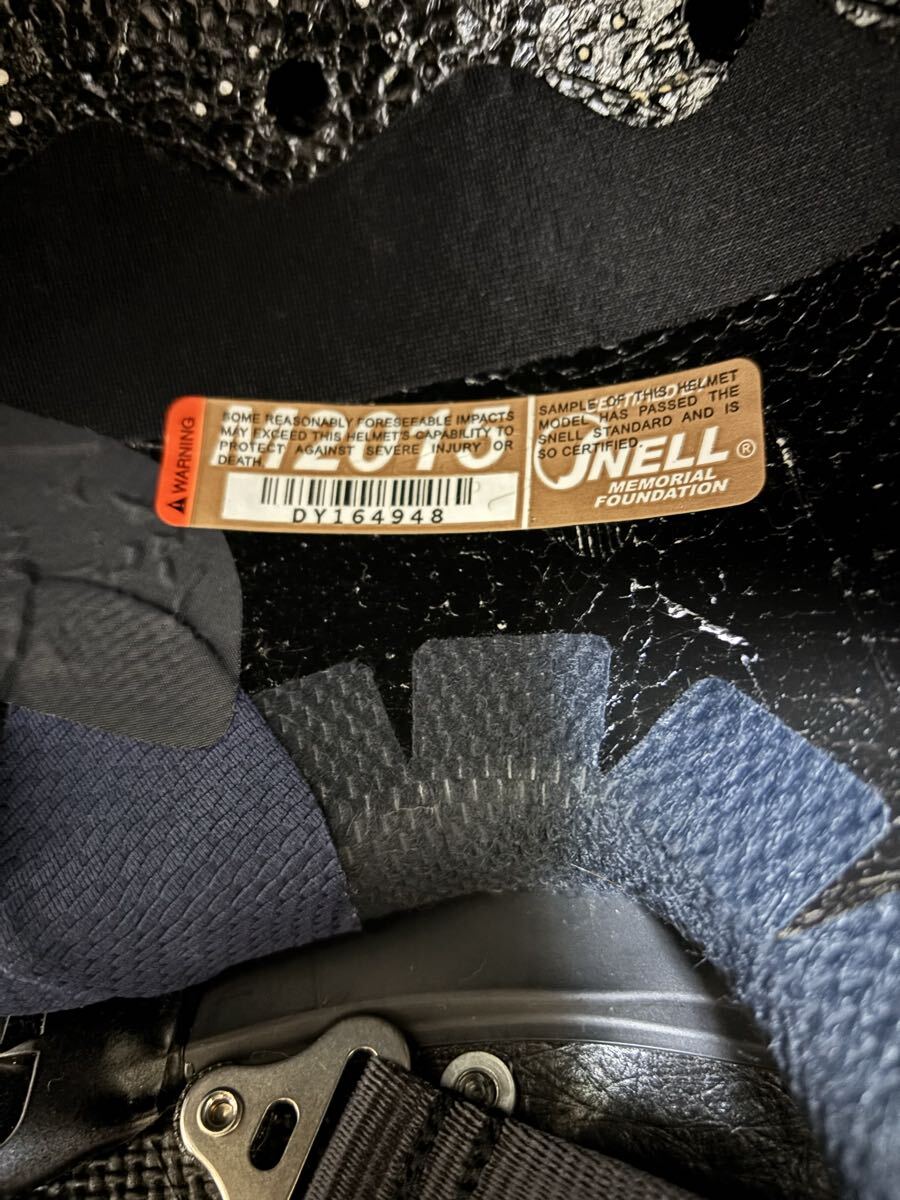 WARNING
SOME REASONABLY FORESEEABLE IMPACTS
MAY EXCEED THIS HELMET'S CAPABILITY TO
PROTECT AGAINST SEVERE INJURY OR
DEATH.
DY164948
SAMPLE OF THIS HELMET
MODEL HAS PASSED THE
SNELL STANDARD AND IS
SO CERTIFIED.
SNELL®
MEMORIAL
FOUNDATION